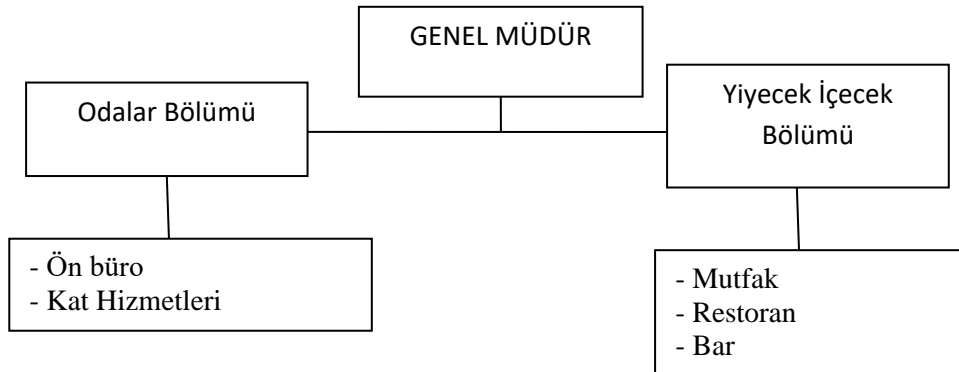 GENEL MÜDÜR
Odalar Bölümü
Yiyecek İçecek
Bölümü
- Ön büro
- Kat Hizmetleri
- Mutfak
- Restoran
- Bar